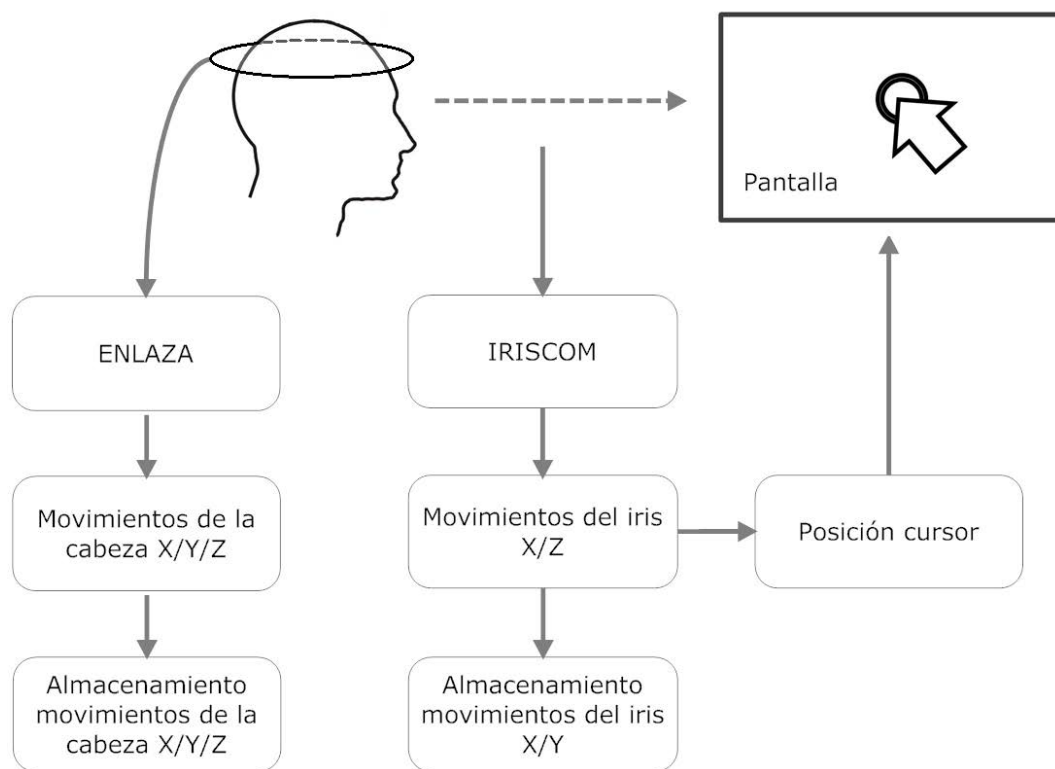 Pantalla
ENLAZA
IRISCOM
Movimientos de la
cabeza X/Y/Z
Movimientos del iris
X/Z
Posición cursor
Almacenamiento
movimientos de la
cabeza X/Y/Z
Almacenamiento
movimientos del iris
X/Y